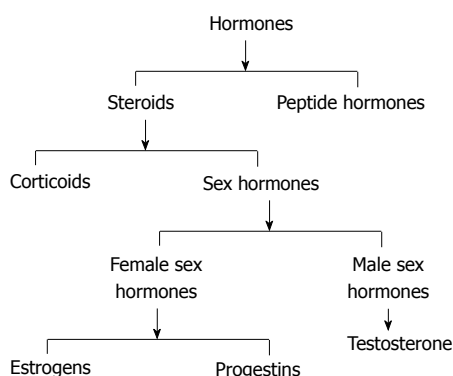 Hormones
Steroids
Peptide hormones
Corticoids
Sex hormones
Female sex
hormones
Male sex
hormones
Testosterone
Estrogens
Progestins